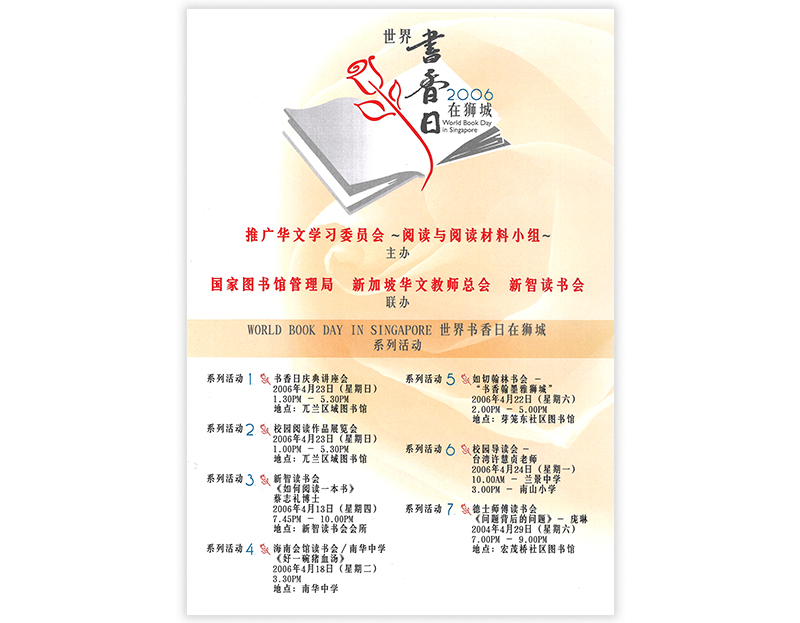 世界
书香日
2006
在狮城
World Book Day
in Singapore
推广华文学习委员会 ~阅读与阅读材料小组~
主办
国家图书馆管理局 新加坡华文教师总会 新智读书会
联办
WORLD BOOK DAY IN SINGAPORE 世界书香日在狮城
系列活动
系列活动 1 书香日庆典讲座会
2006年4月23日 (星期日)
1.30PM – 5.30PM
地点: 兀兰区域图书馆
系列活动 2 校园阅读作品展览会
2006年4月23日 (星期日)
1.00PM – 5.30PM
地点: 兀兰区域图书馆
系列活动 3 新智读书会
《如何阅读一本书》
蔡志礼博士
2006年4月13日 (星期四)
7.45PM – 10.00PM
地点: 新智读书会会所
系列活动 4 海南会馆读书会/南华中学
《好一碗猪血汤》
2006年4月18日 (星期二)
3.30PM
地点: 南华中学
系列活动 5 如切翰林书会 –
“书香翰墨雅狮城”
2006年4月22日 (星期六)
2.00PM – 5.00PM
地点: 芽笼东社区图书馆
系列活动 6 校园导读会 –
台湾许慧贞老师
2006年4月24日 (星期一)
10.00AM – 兰景中学
3.00PM – 南山小学
系列活动 7 德士师傅读书会
《问题背后的问题》– 庞琳
2004年4月29日 (星期六)
7.00PM – 9.00PM
地点: 宏茂桥社区图书馆